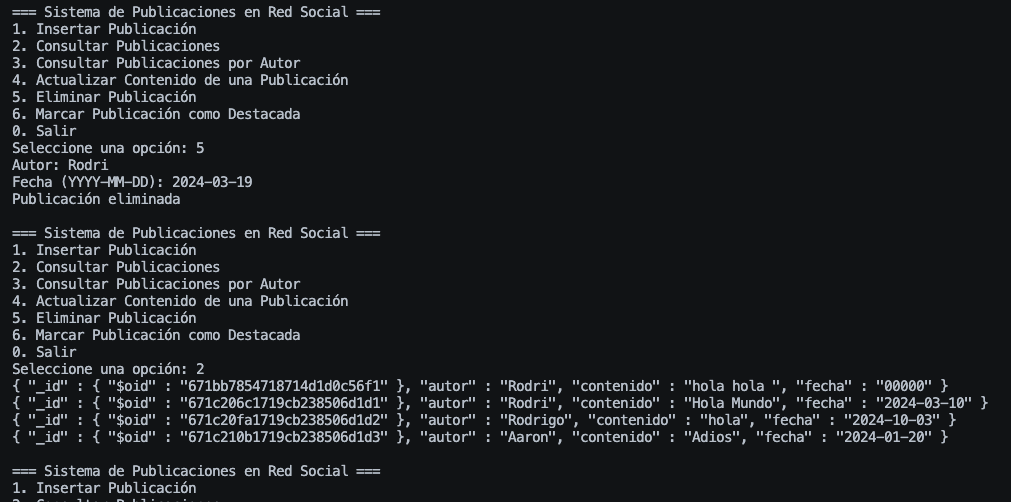 === Sistema de Publicaciones en Red Social ===
1. Insertar Publicación
2. Consultar Publicaciones
3. Consultar Publicaciones por Autor
4. Actualizar Contenido de una Publicación
5. Eliminar Publicación
6. Marcar Publicación como Destacada
0. Salir
Seleccione una opción: 5
Autor: Rodri
Fecha (YYYY-MM-DD): 2024-03-19
Publicación eliminada
=== Sistema de Publicaciones en Red Social ===
1. Insertar Publicación
2. Consultar Publicaciones
3. Consultar Publicaciones por Autor
4. Actualizar Contenido de una Publicación
5. Eliminar Publicación
6. Marcar Publicación como Destacada
0. Salir
Seleccione una opción: 2
{ "_id" : { "$oid" : "671bb7854718714d1d0c56f1" }, "autor" : "Rodri", "contenido" : "hola hola ", "fecha" : "00000" }
{ "_id" : { "$oid" : "671c206c1719cb238506d1d1" }, "autor" : "Rodri", "contenido" : "Hola Mundo", "fecha" : "2024-03-10" }
{ "_id" : { "$oid" : "671c20fa1719cb238506d1d2" }, "autor" : "Rodrigo", "contenido" : "hola", "fecha" : "2024-10-03" }
{ "_id" : { "$oid" : "671c210b1719cb238506d1d3" }, "autor" : "Aaron", "contenido" : "Adios", "fecha" : "2024-01-20" }
=== Sistema de Publicaciones en Red Social ===
1. Insertar Publicación
2. Consultar Publicaciones